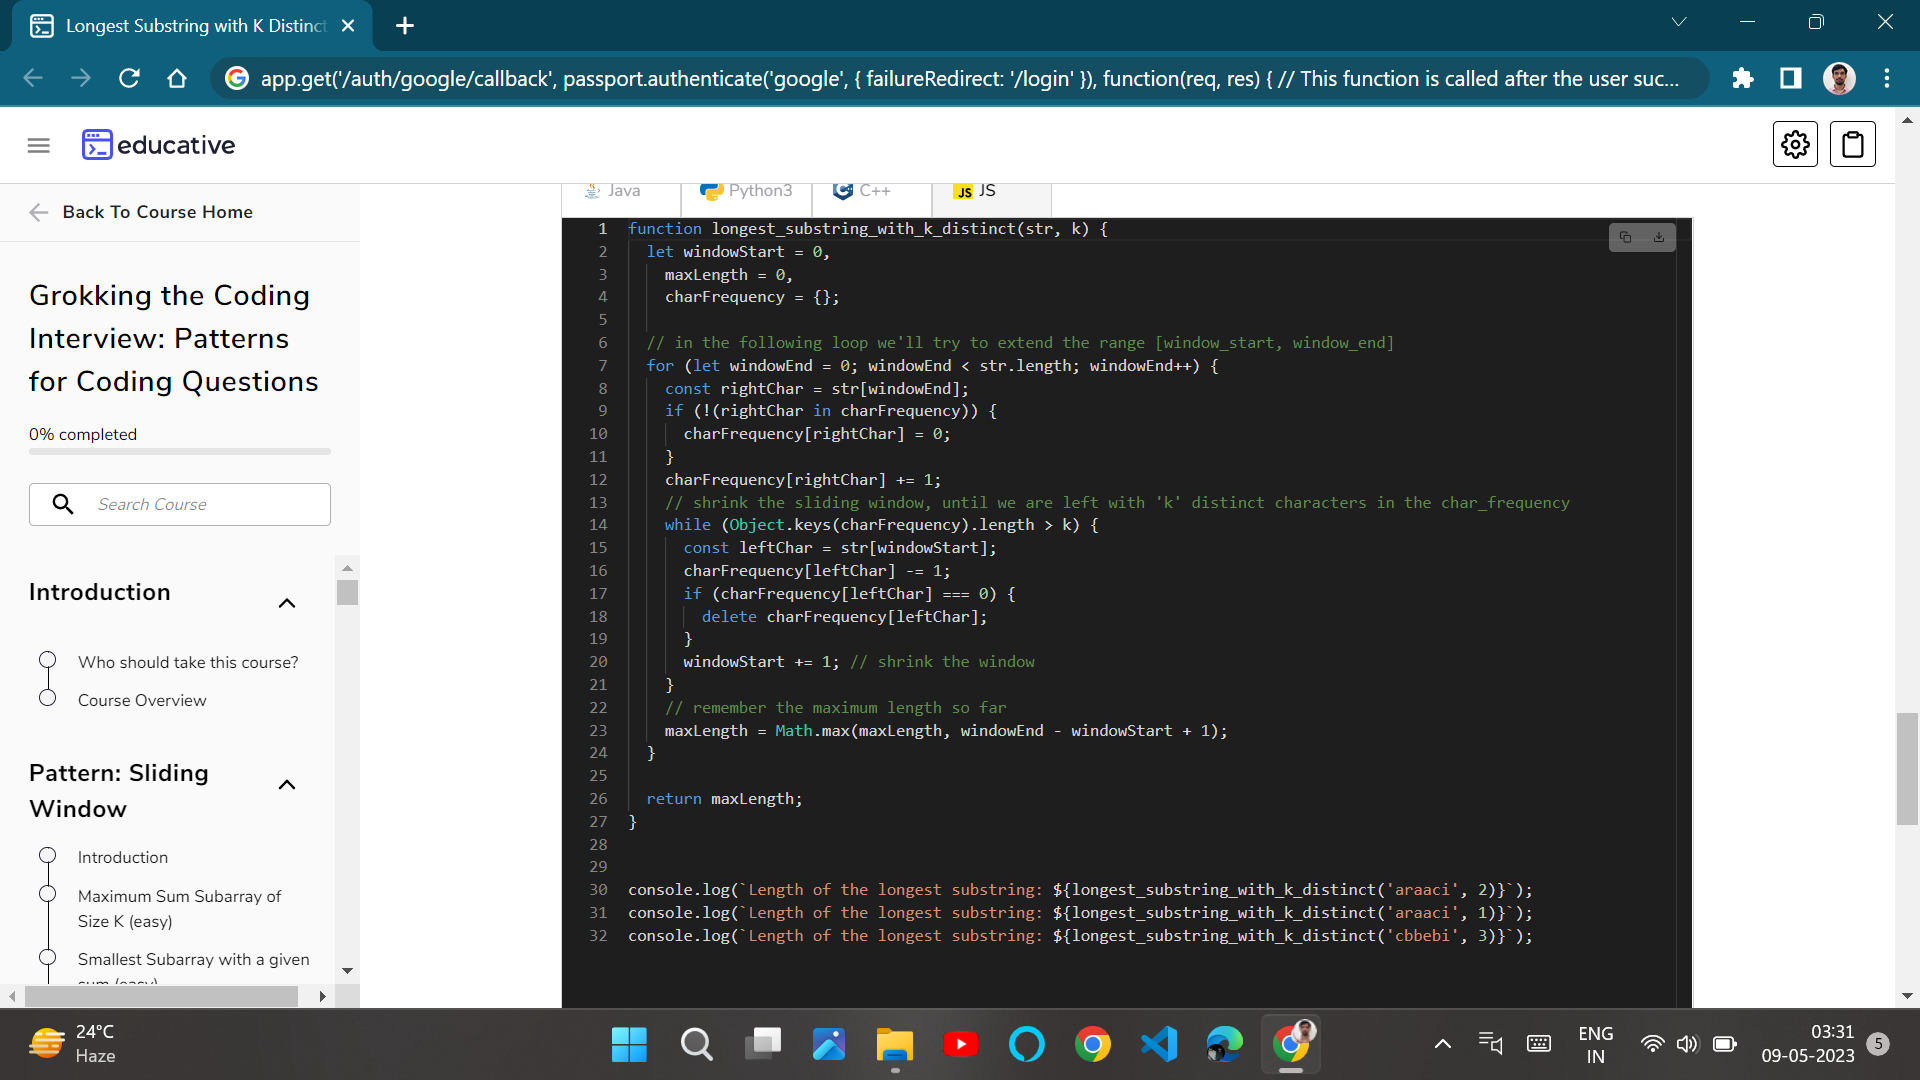 Longest Substring with K Distinct
app.get('/auth/google/callback', passport.authenticate('google', { failureRedirect: '/login' }), function(req, res) { // This function is called after the user suc...
educative
Java
Python3
C++
JS JS
Back To Course Home
Grokking the Coding
Interview: Patterns
for Coding Questions
0% completed
Search Course
Introduction
Who should take this course?
Course Overview
Pattern: Sliding
Window
Introduction
Maximum Sum Subarray of
Size K (easy)
Smallest Subarray with a given
sum (easy)
1 function longest_substring_with_k_distinct(str, k) {
2 let windowStart = 0,
3 maxLength = 0,
4 charFrequency = {};
5
6 // in the following loop we'll try to extend the range [window_start, window_end]
7 for (let windowEnd = 0; windowEnd < str.length; windowEnd++) {
8 const rightChar = str[windowEnd];
9 if (!(rightChar in charFrequency)) {
10 charFrequency[rightChar] = 0;
11 }
12 charFrequency[rightChar] += 1;
13 // shrink the sliding window, until we are left with 'k' distinct characters in the char_frequency
14 while (Object.keys(charFrequency).length > k) {
15 const leftChar = str[windowStart];
16 charFrequency[leftChar] -= 1;
17 if (charFrequency[leftChar] === 0) {
18 delete charFrequency[leftChar];
19 }
20 windowStart += 1; // shrink the window
21 }
22 // remember the maximum length so far
23 maxLength = Math.max(maxLength, windowEnd - windowStart + 1);
24 }
25
26 return maxLength;
27 }
28
29
30 console.log(`Length of the longest substring: ${longest_substring_with_k_distinct('araaci', 2)}`);
31 console.log(`Length of the longest substring: ${longest_substring_with_k_distinct('araaci', 1)}`);
32 console.log(`Length of the longest substring: ${longest_substring_with_k_distinct('cbbebi', 3)}`);
24°C
Haze
ENG
IN
03:31
09-05-2023
5